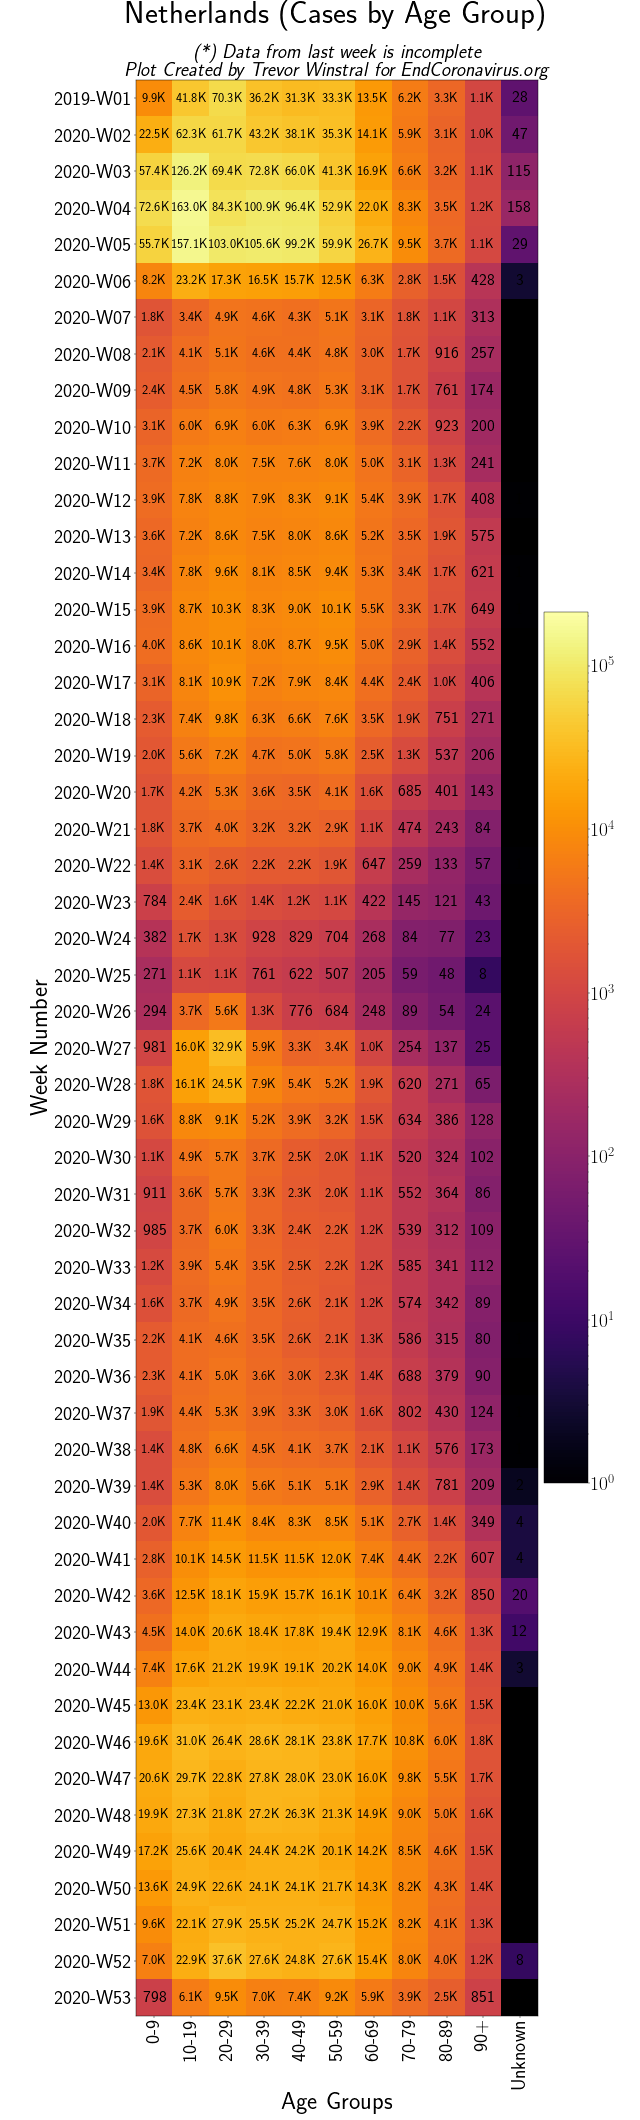 Netherlands (Cases by Age Group)
(*) Data from last week is incomplete
Plot Created by Trevor Winstral for EndCoronavirus.org
2019-W01 9.9K 41.8K 70.3K 36.2K 31.3K 33.3K 13.5K 6.2K 3.3K 1.1K 28
2020-W02 22.5K 62.3K 61.7K 43.2K 38.1K 35.3K 14.1K 5.9K 3.1K 1.0K 47
2020-W03 57.4K 126.2K 69.4K 72.8K 66.0K 41.3K 16.9K 6.6K 3.2K 1.1K 115
2020-W04 72.6K 163.0K 84.3K 100.9K 96.4K 52.9K 22.0K 8.3K 3.5K 1.2K 158
2020-W05 55.7K 157.1K 103.0K 105.6K 99.2K 59.9K 26.7K 9.5K 3.7K 1.1K 29
2020-W06 8.2K 23.2K 17.3K 16.5K 15.7K 12.5K 6.3K 2.8K 1.5K 428 3
2020-W07 1.8K 3.4K 4.9K 4.6K 4.3K 5.1K 3.1K 1.8K 1.1K 313
2020-W08 2.1K 4.1K 5.1K 4.6K 4.4K 4.8K 3.0K 1.7K 916 257
2020-W09 2.4K 4.5K 5.8K 4.9K 4.8K 5.3K 3.1K 1.7K 761 174
2020-W10 3.1K 6.0K 6.9K 6.0K 6.3K 6.9K 3.9K 2.2K 923 200
2020-W11 3.7K 7.2K 8.0K 7.5K 7.6K 8.0K 5.0K 3.1K 1.3K 241
2020-W12 3.9K 7.8K 8.8K 7.9K 8.3K 9.1K 5.4K 3.9K 1.7K 408
2020-W13 3.6K 7.2K 8.6K 7.5K 8.0K 8.6K 5.2K 3.5K 1.9K 575
2020-W14 3.4K 7.8K 9.6K 8.1K 8.5K 9.4K 5.3K 3.4K 1.7K 621
2020-W15 3.9K 8.7K 10.3K 8.3K 9.0K 10.1K 5.5K 3.3K 1.7K 649
2020-W16 4.0K 8.6K 10.1K 8.0K 8.7K 9.5K 5.0K 2.9K 1.4K 552
2020-W17 3.1K 8.1K 10.9K 7.2K 7.9K 8.4K 4.4K 2.4K 1.0K 406
2020-W18 2.3K 7.4K 9.8K 6.3K 6.6K 7.6K 3.5K 1.9K 751 271
2020-W19 2.0K 5.6K 7.2K 4.7K 5.0K 5.8K 2.5K 1.3K 537 206
2020-W20 1.7K 4.2K 5.3K 3.6K 3.5K 4.1K 1.6K 685 401 143
2020-W21 1.8K 3.7K 4.0K 3.2K 3.2K 2.9K 1.1K 474 243 84
2020-W22 1.4K 3.1K 2.6K 2.2K 2.2K 1.9K 647 259 133 57
2020-W23 784 2.4K 1.6K 1.4K 1.2K 1.1K 422 145 121 43
2020-W24 382 1.7K 1.3K 928 829 704 268 84 77 23
2020-W25 271 1.1K 1.1K 761 622 507 205 59 48 8
2020-W26 294 3.7K 5.6K 1.3K 776 684 248 89 54 24
2020-W27 981 16.0K 32.9K 5.9K 3.3K 3.4K 1.0K 254 137 25
2020-W28 1.8K 16.1K 24.5K 7.9K 5.4K 5.2K 1.9K 620 271 65
2020-W29 1.6K 8.8K 9.1K 5.2K 3.9K 3.2K 1.5K 634 386 128
2020-W30 1.1K 4.9K 5.7K 3.7K 2.5K 2.0K 1.1K 520 324 102
2020-W31 911 3.6K 5.7K 3.3K 2.3K 2.0K 1.1K 552 364 86
2020-W32 985 3.7K 6.0K 3.3K 2.4K 2.2K 1.2K 539 312 109
2020-W33 1.2K 3.9K 5.4K 3.5K 2.5K 2.2K 1.2K 585 341 112
2020-W34 1.6K 3.7K 4.9K 3.5K 2.6K 2.1K 1.2K 574 342 89
2020-W35 2.2K 4.1K 4.6K 3.5K 2.6K 2.1K 1.3K 586 315 80
2020-W36 2.3K 4.1K 5.0K 3.6K 3.0K 2.3K 1.4K 688 379 90
2020-W37 1.9K 4.4K 5.3K 3.9K 3.3K 3.0K 1.6K 802 430 124
2020-W38 1.4K 4.8K 6.6K 4.5K 4.1K 3.7K 2.1K 1.1K 576 173
2020-W39 1.4K 5.3K 8.0K 5.6K 5.1K 5.1K 2.9K 1.4K 781 209 2
2020-W40 2.0K 7.7K 11.4K 8.4K 8.3K 8.5K 5.1K 2.7K 1.4K 349 4
2020-W41 2.8K 10.1K 14.5K 11.5K 11.5K 12.0K 7.4K 4.4K 2.2K 607 4
2020-W42 3.6K 12.5K 18.1K 15.9K 15.7K 16.1K 10.1K 6.4K 3.2K 850 20
2020-W43 4.5K 14.0K 20.6K 18.4K 17.8K 19.4K 12.9K 8.1K 4.6K 1.3K 12
2020-W44 7.4K 17.6K 21.2K 19.9K 19.1K 20.2K 14.0K 9.0K 4.9K 1.4K 3
2020-W45 13.0K 23.4K 23.1K 23.4K 22.2K 21.0K 16.0K 10.0K 5.6K 1.5K
2020-W46 19.6K 31.0K 26.4K 28.6K 28.1K 23.8K 17.7K 10.8K 6.0K 1.8K
2020-W47 20.6K 29.7K 22.8K 27.8K 28.0K 23.0K 16.0K 9.8K 5.5K 1.7K
2020-W48 19.9K 27.3K 21.8K 27.2K 26.3K 21.3K 14.9K 9.0K 5.0K 1.6K
2020-W49 17.2K 25.6K 20.4K 24.4K 24.2K 20.1K 14.2K 8.5K 4.6K 1.5K
2020-W50 13.6K 24.9K 22.6K 24.1K 24.1K 21.7K 14.3K 8.2K 4.3K 1.4K
2020-W51 9.6K 22.1K 27.9K 25.5K 25.2K 24.7K 15.2K 8.2K 4.1K 1.3K
2020-W52 7.0K 22.9K 37.6K 27.6K 24.8K 27.6K 15.4K 8.0K 4.0K 1.2K 8
2020-W53 798 6.1K 9.5K 7.0K 7.4K 9.2K 5.9K 3.9K 2.5K 851
0-9 10-19 20-29 30-39 40-49 50-59 60-69 70-79 80-89 90+ Unknown
Age Groups
Week Number
10^5
10^4
10^3
10^2
10^1
10^0